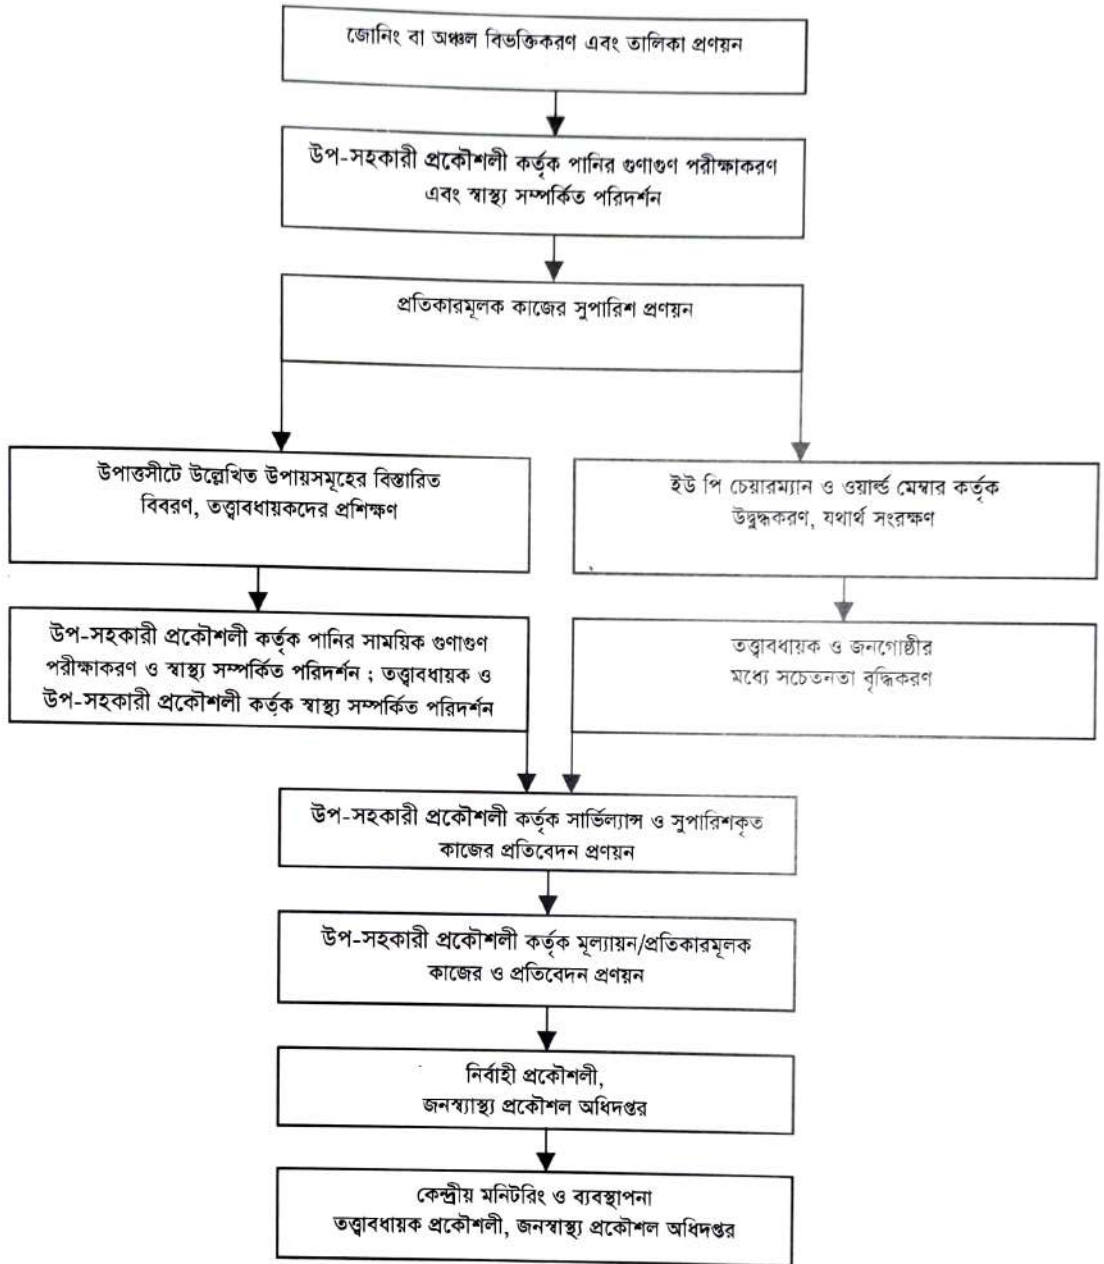 জোনিং বা অঞ্চল বিভক্তিকরণ এবং তালিকা প্রণয়ন
উপ-সহকারী প্রকৌশলী কর্তৃক পানির গুণাগুণ পরীক্ষাকরণ
এবং স্বাস্থ্য সম্পর্কিত পরিদর্শন
প্রতিকারমূলক কাজের সুপারিশ প্রণয়ন
উপাত্তসীটে উল্লেখিত উপায়সমূহের বিস্তারিত
বিবরণ, তত্ত্বাবধায়কদের প্রশিক্ষণ
ইউ পি চেয়ারম্যান ও ওয়ার্ল্ড মেম্বার কর্তৃক
উদ্বুদ্ধকরণ, যথার্থ সংরক্ষণ
উপ-সহকারী প্রকৌশলী কর্তৃক পানির সাময়িক গুণাগুণ
পরীক্ষাকরণ ও স্বাস্থ্য সম্পর্কিত পরিদর্শন ; তত্ত্বাবধায়ক ও
উপ-সহকারী প্রকৌশলী কর্তৃক স্বাস্থ্য সম্পর্কিত পরিদর্শন
তত্ত্বাবধায়ক ও জনগোষ্ঠীর
মধ্যে সচেতনতা বৃদ্ধিকরণ
উপ-সহকারী প্রকৌশলী কর্তৃক সার্ভিল্যান্স ও সুপারিশকৃত
কাজের প্রতিবেদন প্রণয়ন
উপ-সহকারী প্রকৌশলী কর্তৃক মূল্যায়ন/প্রতিকারমূলক
কাজের ও প্রতিবেদন প্রণয়ন
নির্বাহী প্রকৌশলী,
জনস্ব্যাস্থ্য প্রকৌশল অধিদপ্তর
কেন্দ্রীয় মনিটরিং ও ব্যবস্থাপনা
তত্ত্বাবধায়ক প্রকৌশলী, জনস্বাস্থ্য প্রকৌশল অধিদপ্তর